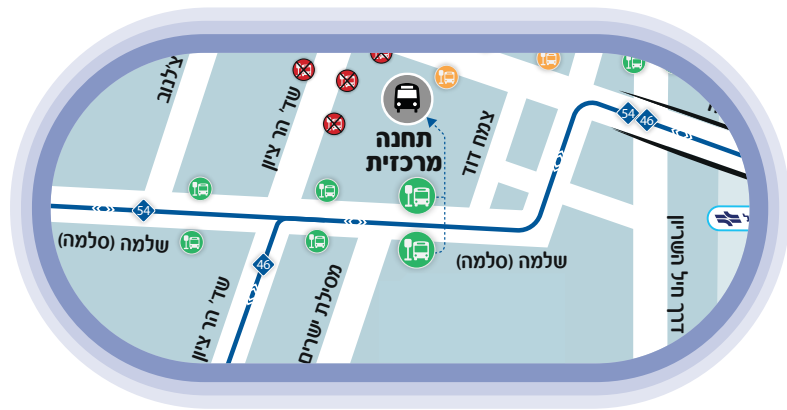 צ'לנוב
שד' הר ציון
תחנה
מרכזית
צמח דוד
54
46
54
שלמה (סלמה)
46
שד' הר ציון
מסילת ישרים
שלמה (סלמה)
דרך חיל השריון